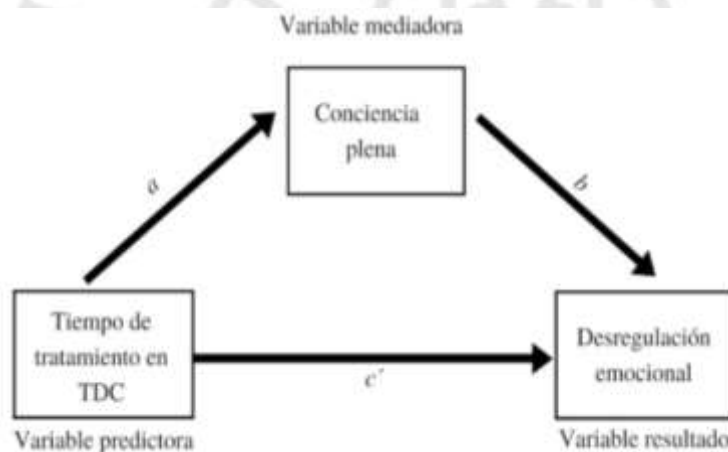 Variable mediadora
Conciencia
plena
a
b
Tiempo de
tratamiento en
TDC
c´
Desregulación
emocional
Variable predictora
Variable resultado